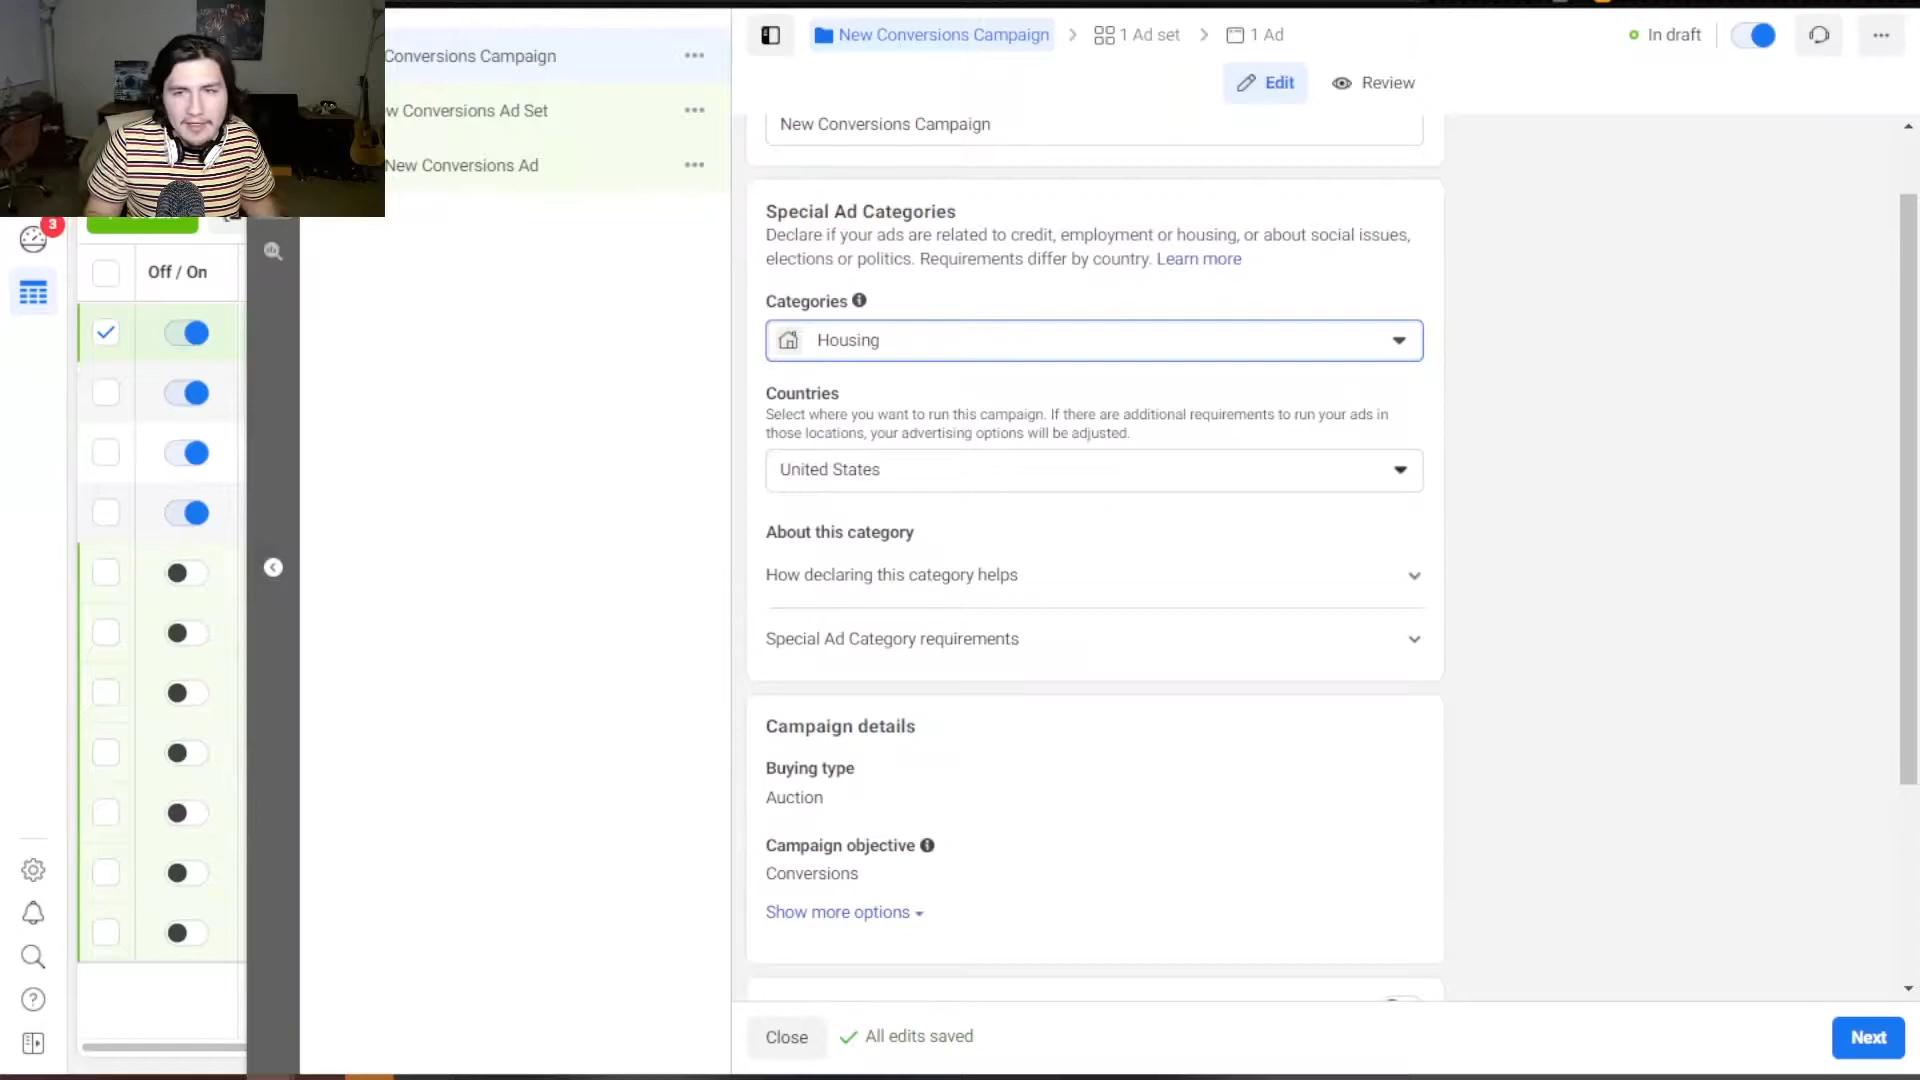 Conversions Campaign
w Conversions Ad Set
New Conversions Ad
3
Off / On
New Conversions Campaign
1 Ad set
1 Ad
In draft
Edit
Review
New Conversions Campaign
Special Ad Categories
Declare if your ads are related to credit, employment or housing, or about social issues,
elections or politics. Requirements differ by country. Learn more
Categories
Housing
Countries
Select where you want to run this campaign. If there are additional requirements to run your ads in
those locations, your advertising options will be adjusted.
United States
About this category
How declaring this category helps
Special Ad Category requirements
Campaign details
Buying type
Auction
Campaign objective
Conversions
Show more options
Close
All edits saved
Next